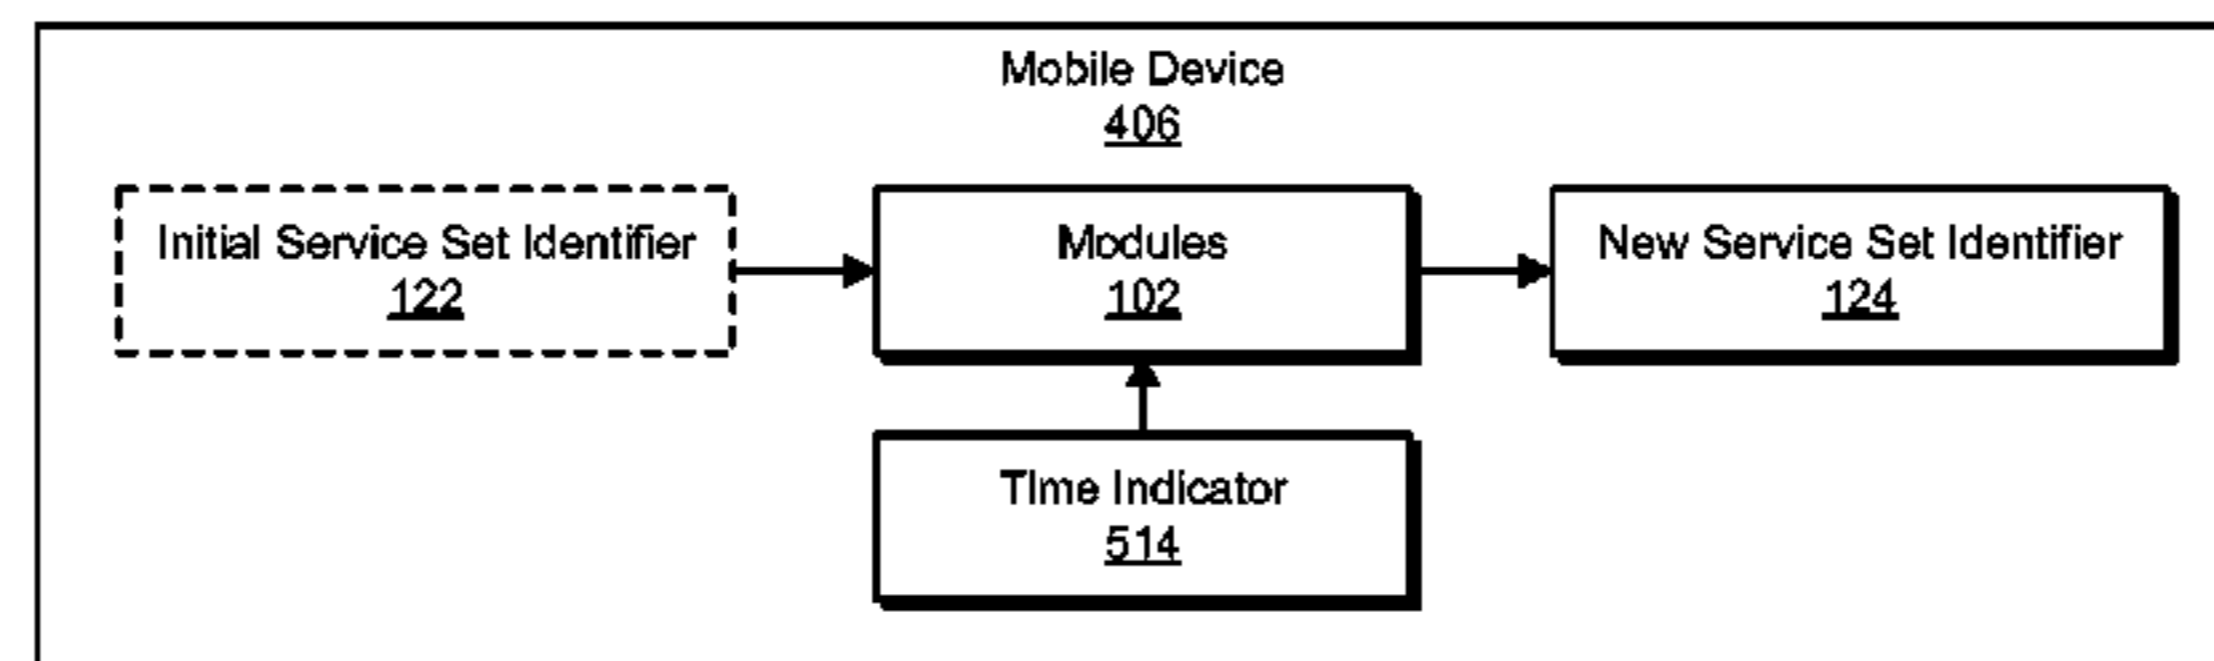 Mobile Device
406
Initial Service Set Identifier
122
Modules
102
New Service Set Identifier
124
Time Indicator
514